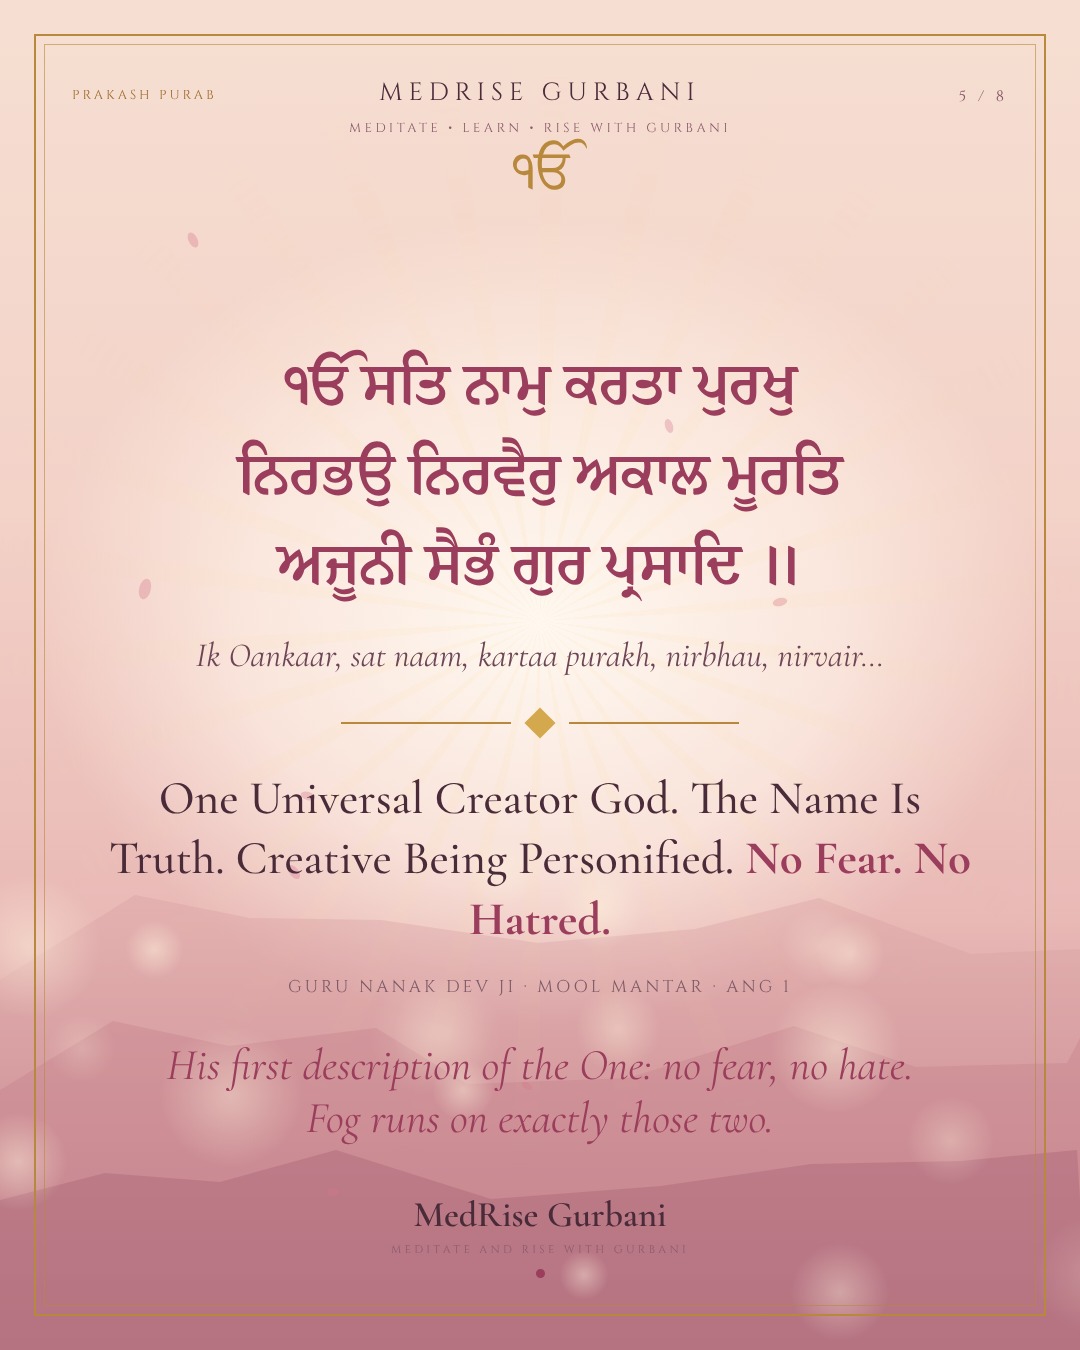 PRAKASH PURAB
MEDRISE GURBANI
5 / 8
MEDITATE • LEARN • RISE WITH GURBANI
ੴ
ੴ ਸਤਿ ਨਾਮੁ ਕਰਤਾ ਪੁਰਖੁ
ਨਿਰਭਉ ਨਿਰਵੈਰੁ ਅਕਾਲ ਮੂਰਤਿ
ਅਜੂਨੀ ਸੈਭੰ ਗੁਰ ਪ੍ਰਸਾਦਿ ॥
Ik Oankaar, sat naam, kartaa purakh, nirbhau, nirvair...
One Universal Creator God. The Name Is
Truth. Creative Being Personified. No Fear. No
Hatred.
GURU NANAK DEV JI · MOOL MANTAR · ANG 1
His first description of the One: no fear, no hate.
Fog runs on exactly those two.
MedRise Gurbani
MEDITATE AND RISE WITH GURBANI